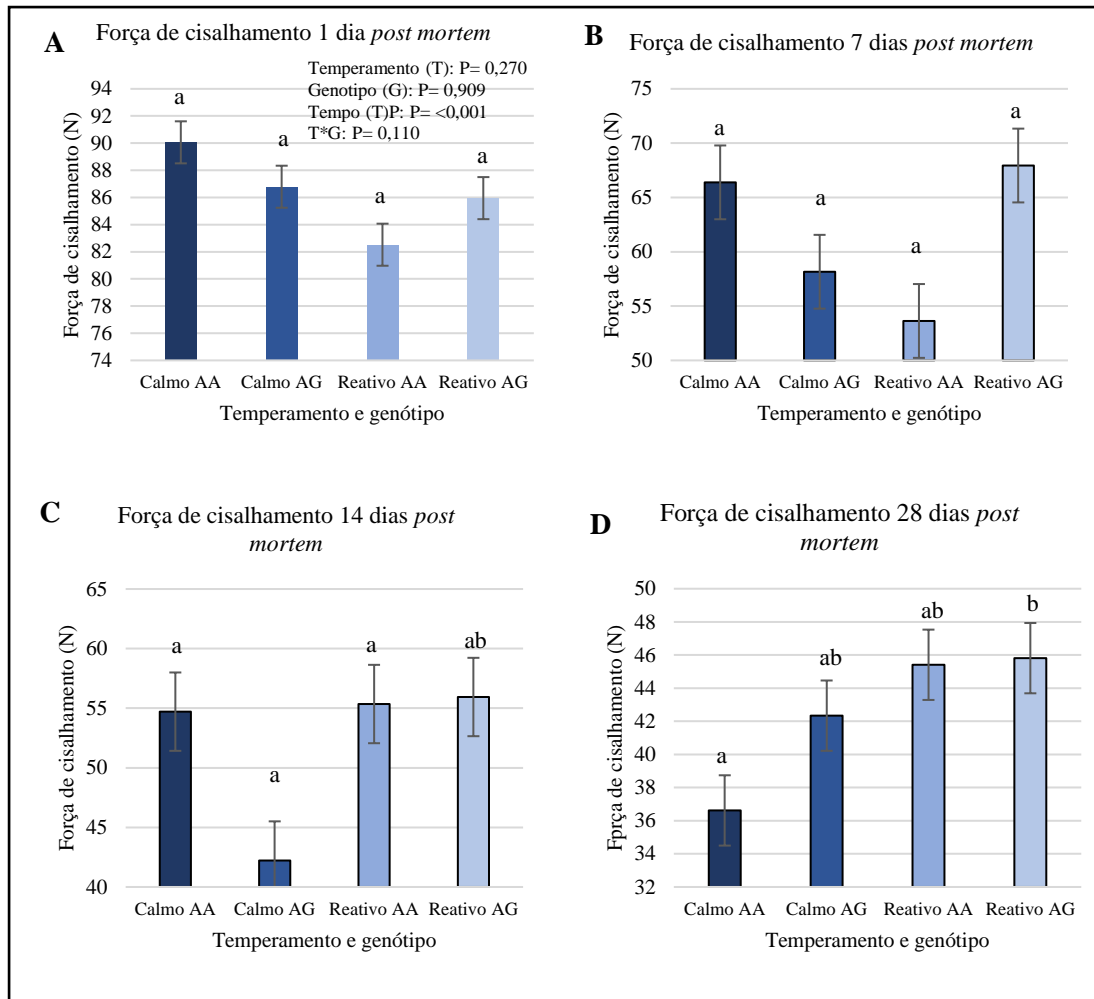 A
Força de cisalhamento 1 dia post mortem
Temperamento (T): P= 0,270
Genotipo (G): P= 0,909
Tempo (T)P: P= <0,001
T*G: P= 0,110
Força de cisalhamento (N)
94
92
90
88
86
84
82
80
78
76
74
a
a
a
a
Calmo AA Calmo AG Reativo AA Reativo AG
Temperamento e genótipo
B
Força de cisalhamento 7 dias post mortem
Força de cisalhamento (N)
75
70
65
60
55
50
a
a
a
a
Calmo AA Calmo AG Reativo AA Reativo AG
Temperamento e genótipo
C
Força de cisalhamento 14 dias post
mortem
Força de cisalhamento (N)
65
60
55
50
45
40
a
a
a
ab
Calmo AA Calmo AG Reativo AA Reativo AG
Temperamento e genótipo
D
Força de cisalhamento 28 dias post
mortem
Fprça de cisalhamento (N)
50
48
46
44
42
40
38
36
34
32
a
ab
ab
b
Calmo AA Calmo AG Reativo AA Reativo AG
Temperamento e genótipo